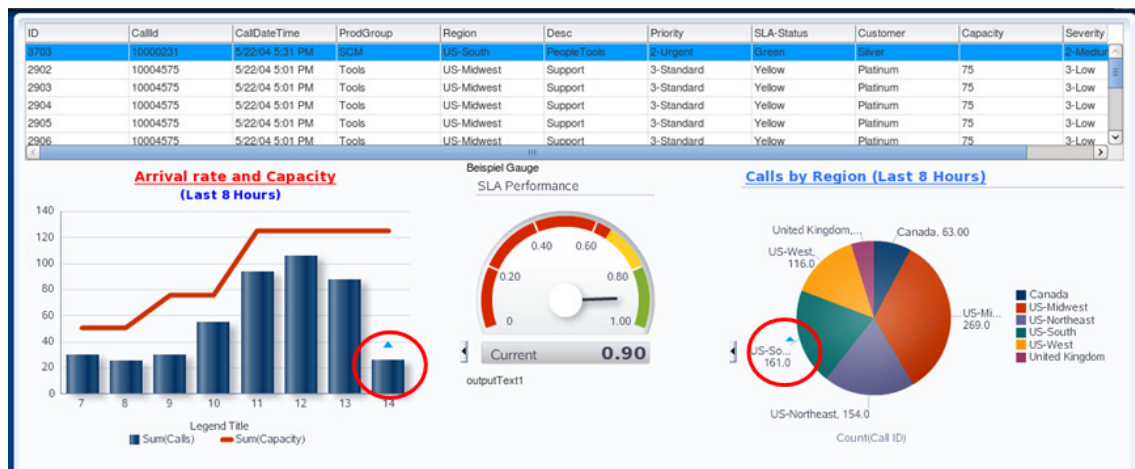 ID CallId CallDateTime ProdGroup Region Desc Priority SLA-Status Customer Capacity Severity
3703 10000231 5/22/04 5:31 PM SCM US-South PeopleTools 2-Urgent Green Silver 2-Medium
2902 10004575 5/22/04 5:01 PM Tools US-Midwest Support 3-Standard Yellow Platinum 75 3-Low
2903 10004575 5/22/04 5:01 PM Tools US-Midwest Support 3-Standard Yellow Platinum 75 3-Low
2904 10004575 5/22/04 5:01 PM Tools US-Midwest Support 3-Standard Yellow Platinum 75 3-Low
2905 10004575 5/22/04 5:01 PM Tools US-Midwest Support 3-Standard Yellow Platinum 75 3-Low
2906 10004575 5/22/04 5:01 PM Tools US-Midwest Support 3-Standard Yellow Platinum 75 3-Low
Arrival rate and Capacity
(Last 8 Hours)
140
120
100
80
60
40
20
0
7 8 9 10 11 12 13 14
Legend Title
Sum(Calls) Sum(Capacity)
Beispiel Gauge
SLA Performance
0 0.20 0.40 0.60 0.80 1.00
Current 0.90
outputText1
Calls by Region (Last 8 Hours)
United Kingdom,...
Canada, 63.00
US-West,
116.0
US-Mi...
269.0
US-So...
161.0
US-Northeast, 154.0
Count(Call ID)
Canada
US-Midwest
US-Northeast
US-South
US-West
United Kingdom